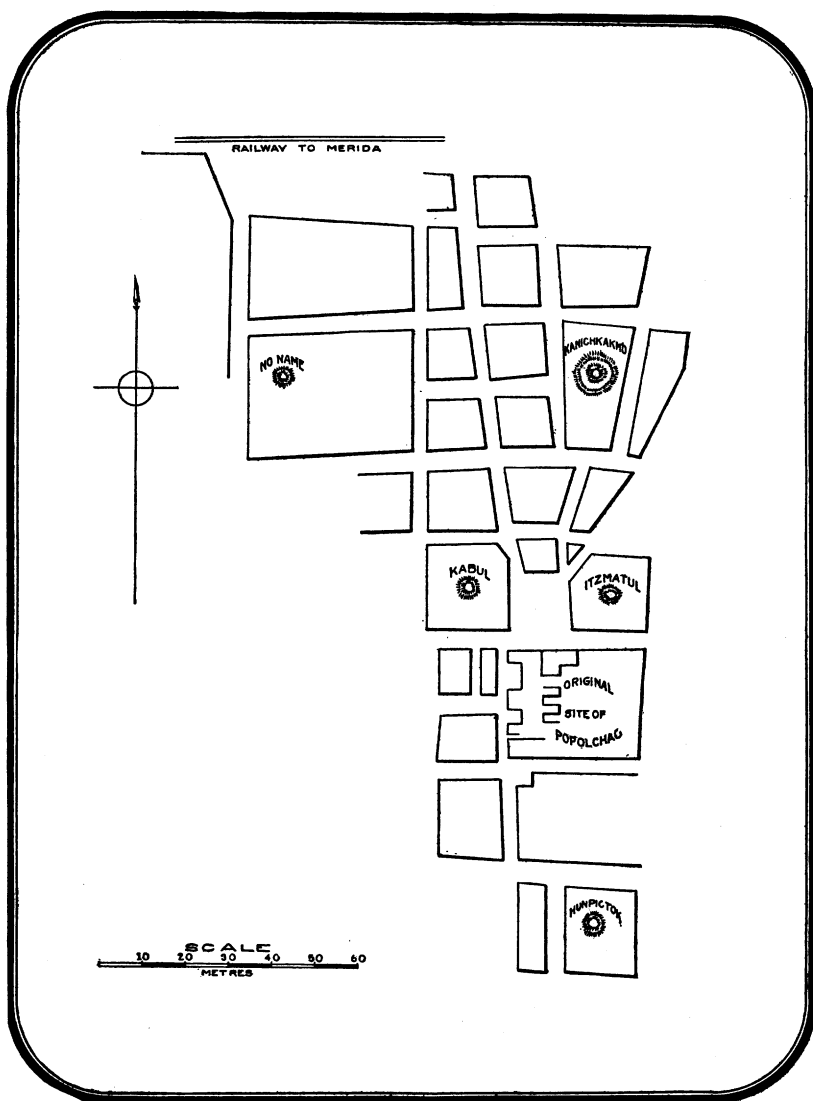 RAILWAY TO MERIDA
NO NAME
KANICHKAKMO
KABUL
ITZMATUL
ORIGINAL
SITE OF
POPOLCHAC
HUNPICTOK
SCALE
10 20 30 40 50 60
METRES